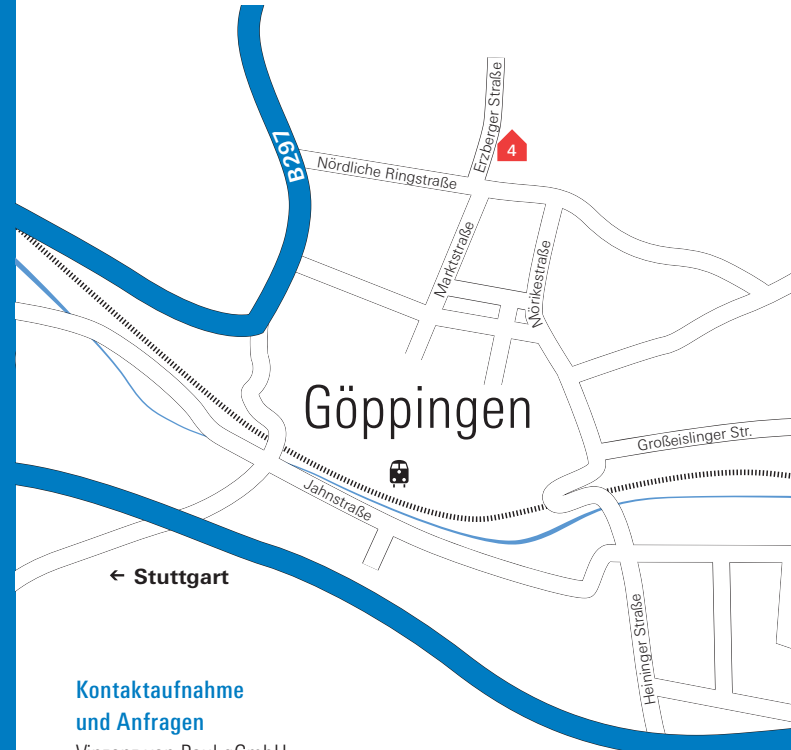 Erzberger Straße
4
B297
Nördliche Ringstraße
Marktstraße
Mörikestraße
Göppingen
Großeislinger Str.
Jahnstraße
← Stuttgart
Heininger Straße
Kontaktaufnahme
und Anfragen